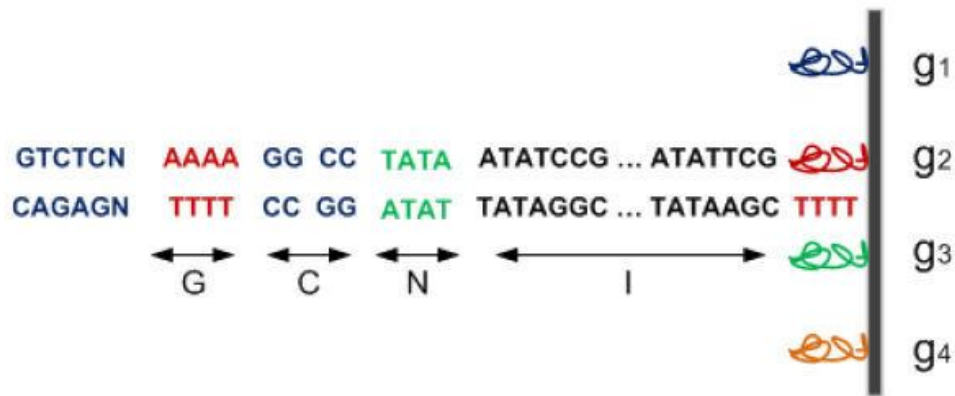 g1
GTCTCN AAAA GG CC TATA ATATCCG ... ATATTCG g2
CAGAGN TTTT CC GG ATAT TATAGGC ... TATAAGC TTTT
g3
G C N I
g4